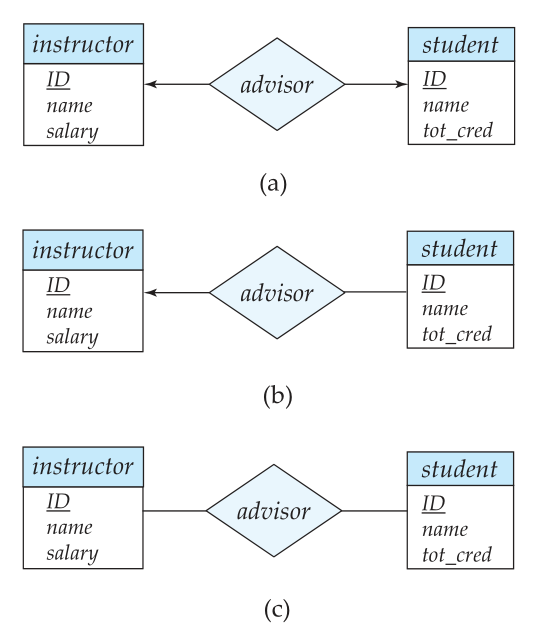 instructor
ID
name
salary
advisor
student
ID
name
tot_cred
(a)
instructor
ID
name
salary
advisor
student
ID
name
tot_cred
(b)
instructor
ID
name
salary
advisor
student
ID
name
tot_cred
(c)